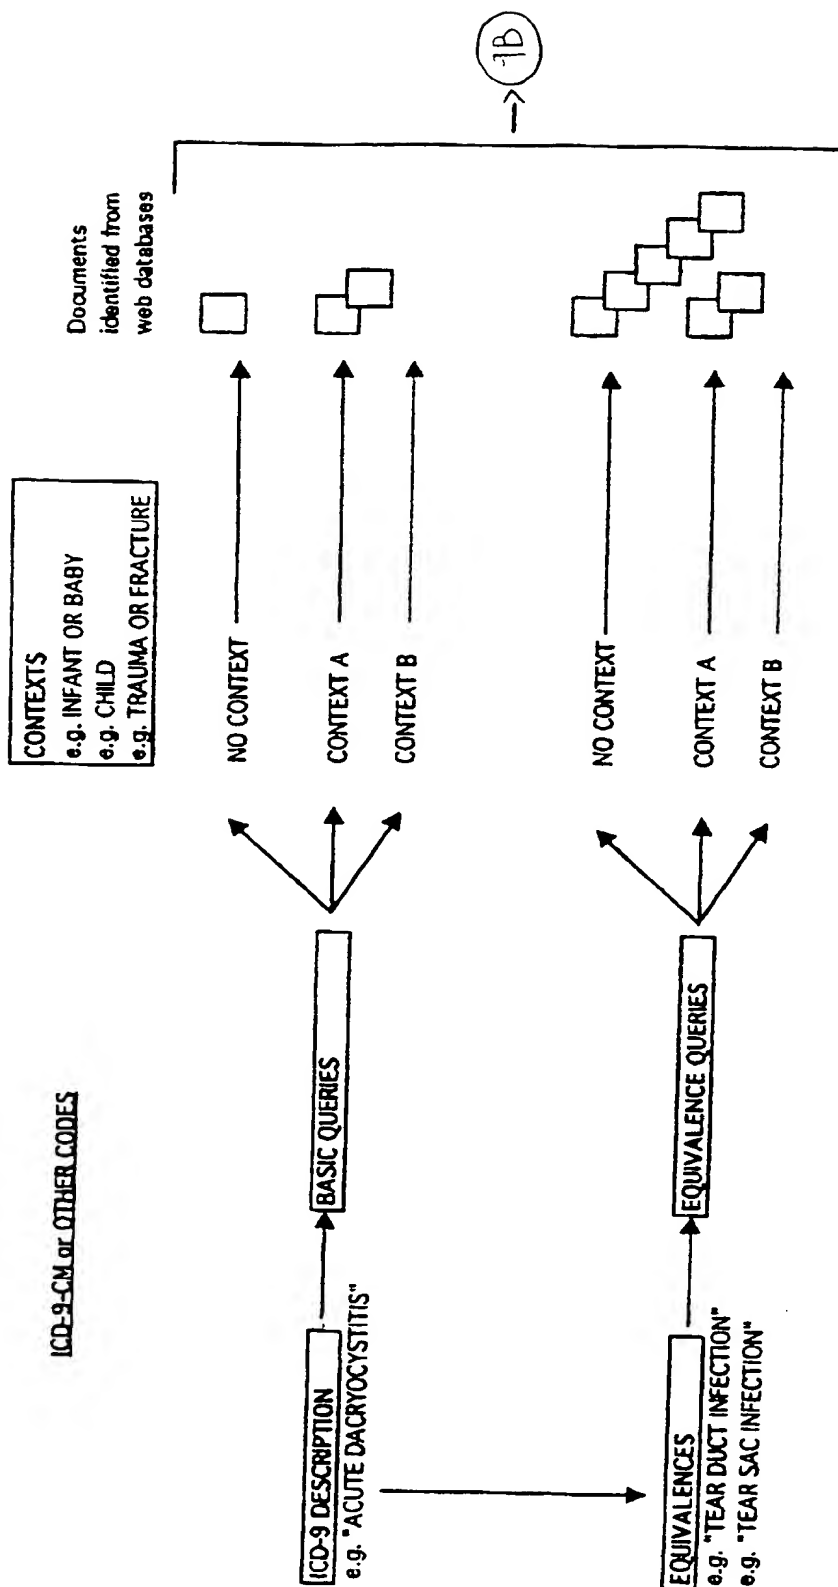 ICD-9-CM or OTHER CODES
CONTEXTS
e.g. INFANT OR BABY
e.g. CHILD
e.g. TRAUMA OR FRACTURE
Documents
identified from
web databases
ICD-9 DESCRIPTION
e.g. "ACUTE DACRYOCYSTITIS"
BASIC QUERIES
NO CONTEXT
CONTEXT A
CONTEXT B
EQUIVALENCES
e.g. "TEAR DUCT INFECTION"
e.g. "TEAR SAC INFECTION"
EQUIVALENCE QUERIES
NO CONTEXT
CONTEXT A
CONTEXT B
1B